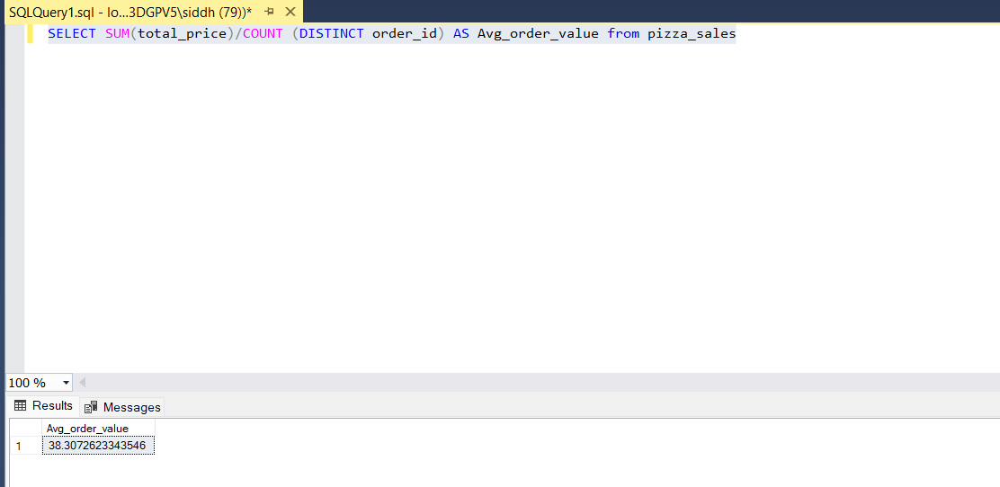 SQLQuery1.sql - lo...3DGPV5\siddh (79))*
SELECT SUM(total_price)/COUNT (DISTINCT order_id) AS Avg_order_value from pizza_sales
100 %
Results Messages
Avg_order_value
1 38.3072623343546